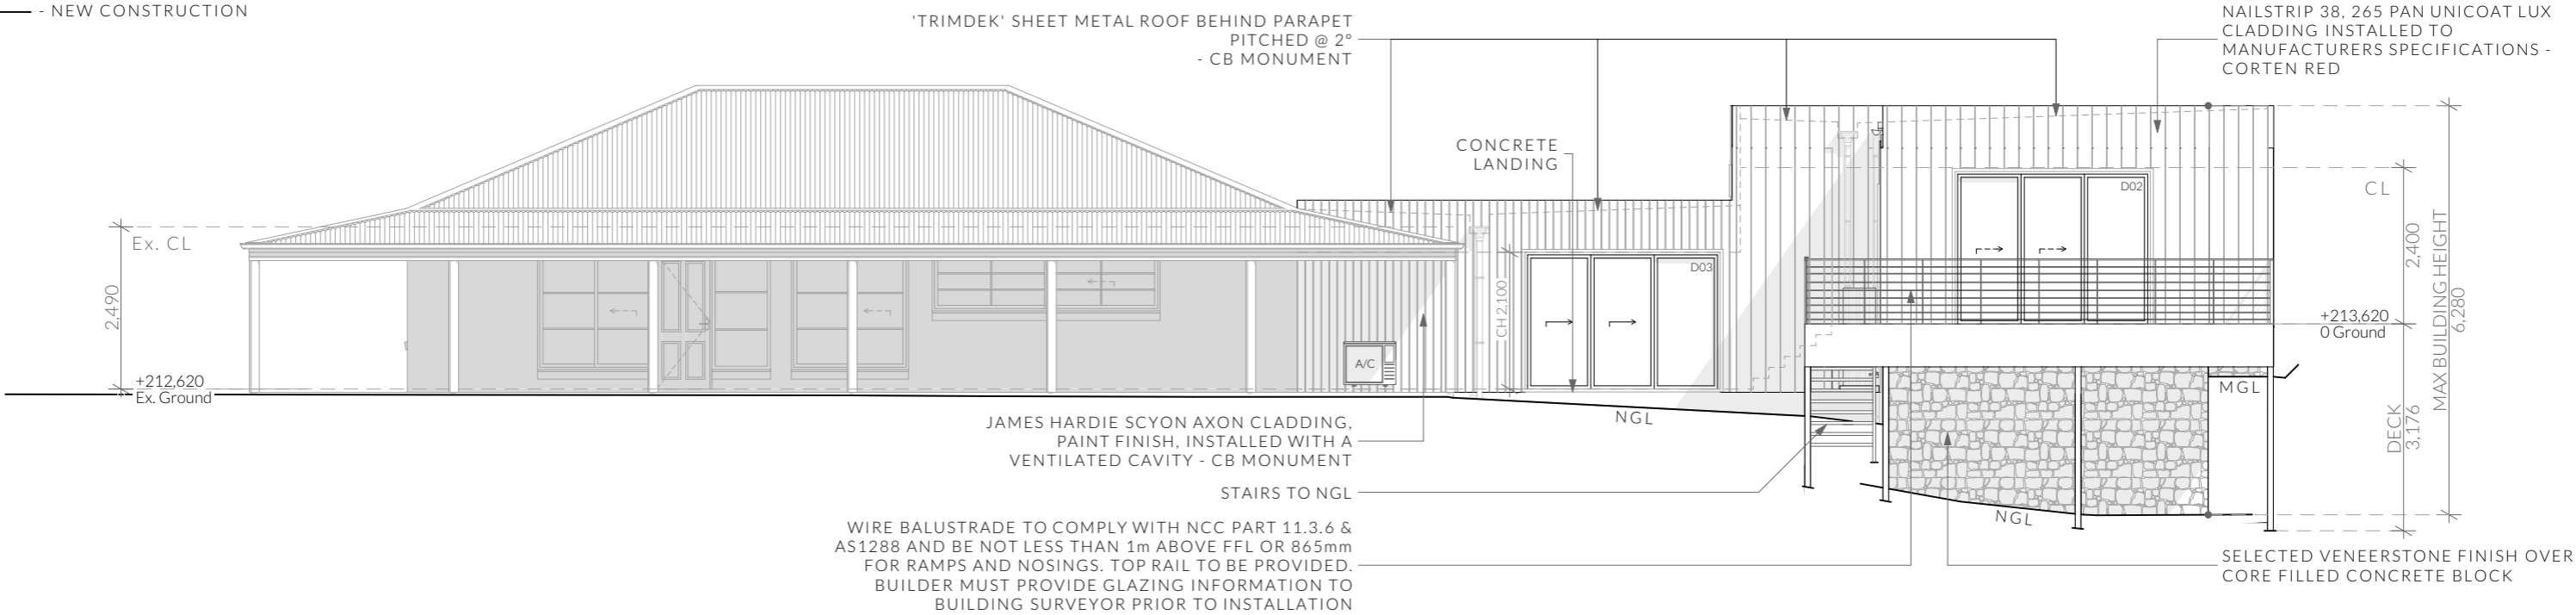 - NEW CONSTRUCTION
'TRIMDEK' SHEET METAL ROOF BEHIND PARAPET
PITCHED @ 2°
- CB MONUMENT
NAILSTRIP 38, 265 PAN UNICOAT LUX
CLADDING INSTALLED TO
MANUFACTURERS SPECIFICATIONS -
CORTEN RED
CONCRETE
LANDING
D02
CL
Ex. CL
2,490
+212,620
Ex. Ground
A/C
CH 2,100
D03
2,400
MAX BUILDING HEIGHT
6,280
+213,620
0 Ground
DECK
3,176
MGL
NGL
NGL
JAMES HARDIE SCYON AXON CLADDING,
PAINT FINISH, INSTALLED WITH A
VENTILATED CAVITY - CB MONUMENT
STAIRS TO NGL
WIRE BALUSTRADE TO COMPLY WITH NCC PART 11.3.6 &
AS1288 AND BE NOT LESS THAN 1m ABOVE FFL OR 865mm
FOR RAMPS AND NOSINGS. TOP RAIL TO BE PROVIDED.
BUILDER MUST PROVIDE GLAZING INFORMATION TO
BUILDING SURVEYOR PRIOR TO INSTALLATION
SELECTED VENEERSTONE FINISH OVER
CORE FILLED CONCRETE BLOCK